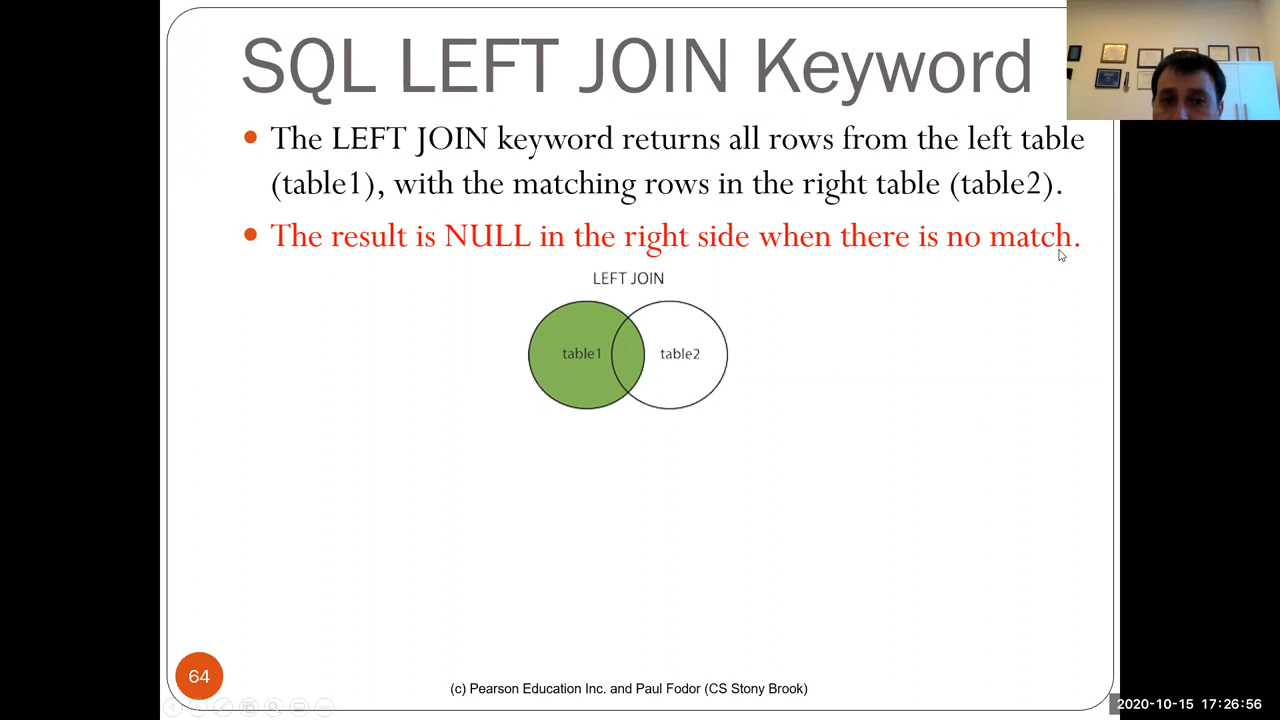 SQL LEFT JOIN Keyword
• The LEFT JOIN keyword returns all rows from the left table
(table1), with the matching rows in the right table (table2).
• The result is NULL in the right side when there is no match.
LEFT JOIN
table1
table2
64
(c) Pearson Education Inc. and Paul Fodor (CS Stony Brook)
2020-10-15 17:26:56